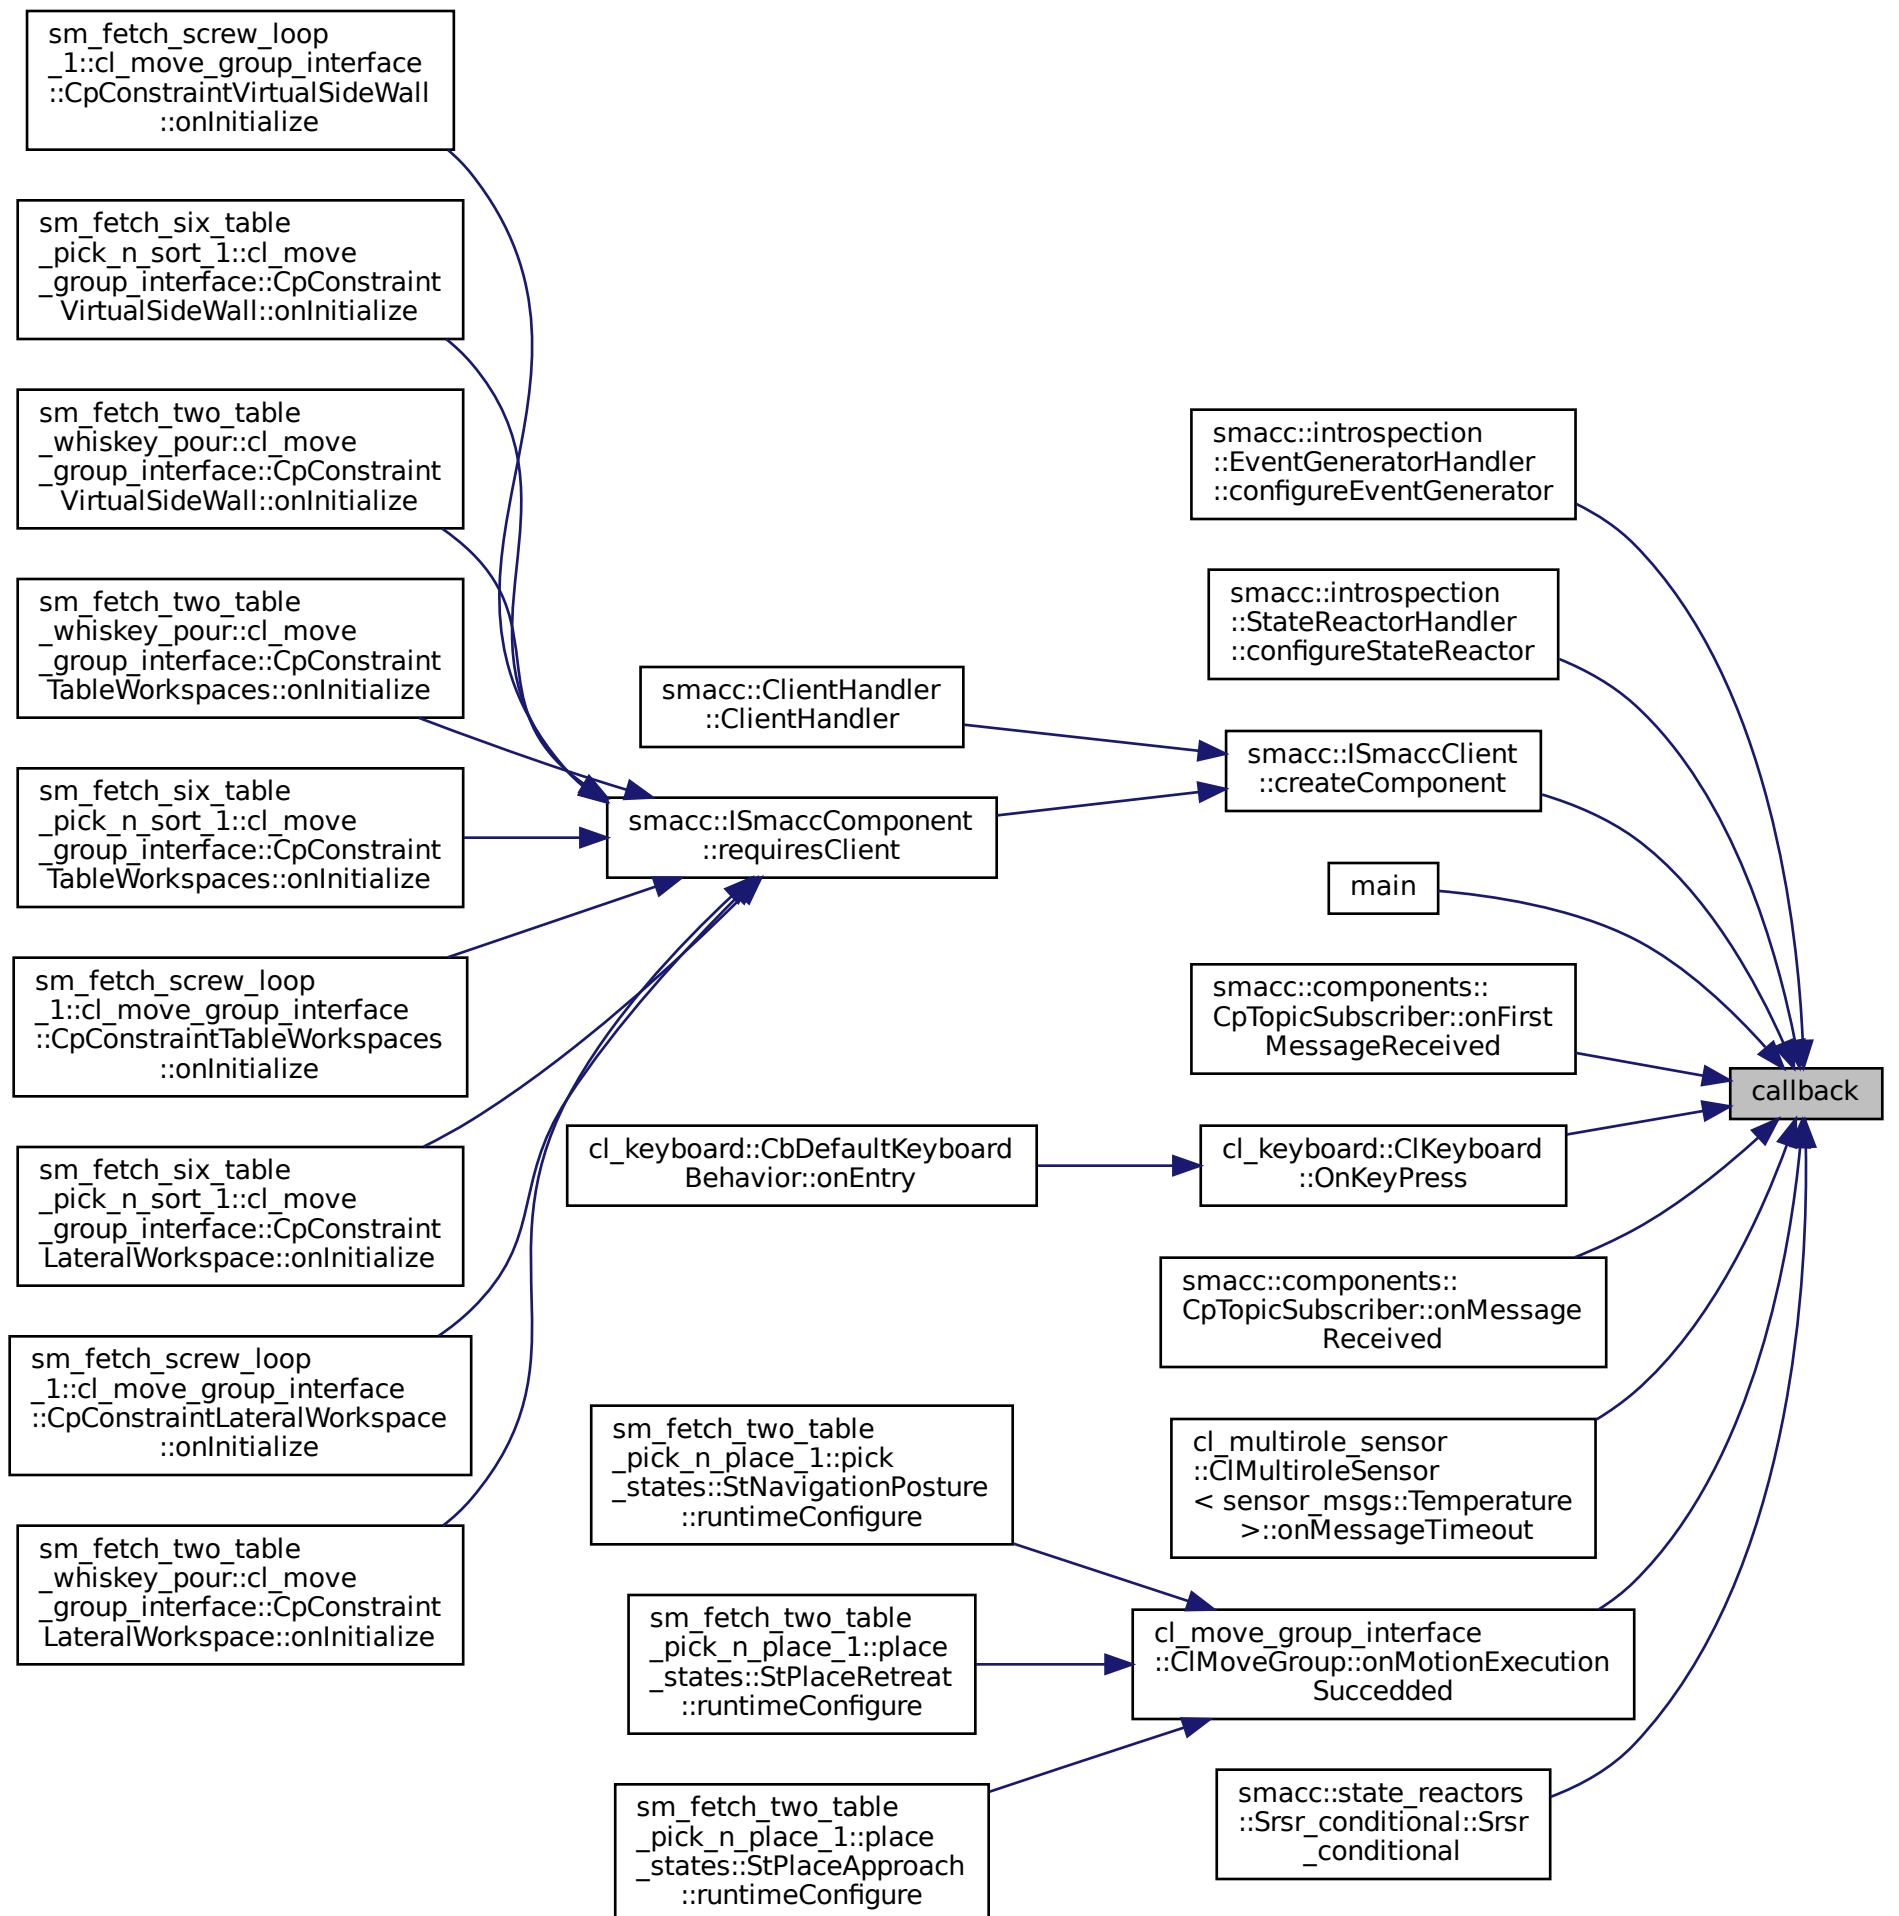 sm_fetch_screw_loop
_1::cl_move_group_interface
::CpConstraintVirtualSideWall
::onInitialize
sm_fetch_six_table
_pick_n_sort_1::cl_move
_group_interface::CpConstraint
VirtualSideWall::onInitialize
sm_fetch_two_table
_whiskey_pour::cl_move
_group_interface::CpConstraint
VirtualSideWall::onInitialize
sm_fetch_two_table
_whiskey_pour::cl_move
_group_interface::CpConstraint
TableWorkspaces::onInitialize
sm_fetch_six_table
_pick_n_sort_1::cl_move
_group_interface::CpConstraint
TableWorkspaces::onInitialize
sm_fetch_screw_loop
_1::cl_move_group_interface
::CpConstraintTableWorkspaces
::onInitialize
sm_fetch_six_table
_pick_n_sort_1::cl_move
_group_interface::CpConstraint
LateralWorkspace::onInitialize
sm_fetch_screw_loop
_1::cl_move_group_interface
::CpConstraintLateralWorkspace
::onInitialize
sm_fetch_two_table
_whiskey_pour::cl_move
_group_interface::CpConstraint
LateralWorkspace::onInitialize
smacc::ClientHandler
::ClientHandler
smacc::ISmaccComponent
::requiresClient
cl_keyboard::CbDefaultKeyboard
Behavior::onEntry
sm_fetch_two_table
_pick_n_place_1::pick
_states::StNavigationPosture
::runtimeConfigure
sm_fetch_two_table
_pick_n_place_1::place
_states::StPlaceRetreat
::runtimeConfigure
sm_fetch_two_table
_pick_n_place_1::place
_states::StPlaceApproach
::runtimeConfigure
smacc::introspection
::EventGeneratorHandler
::configureEventGenerator
smacc::introspection
::StateReactorHandler
::configureStateReactor
smacc::ISmaccClient
::createComponent
main
smacc::components::
CpTopicSubscriber::onFirst
MessageReceived
cl_keyboard::ClKeyboard
::OnKeyPress
smacc::components::
CpTopicSubscriber::onMessage
Received
cl_multirole_sensor
::ClMultiroleSensor
< sensor_msgs::Temperature
>::onMessageTimeout
cl_move_group_interface
::ClMoveGroup::onMotionExecution
Succedded
smacc::state_reactors
::Srsr_conditional::Srsr
_conditional
callback